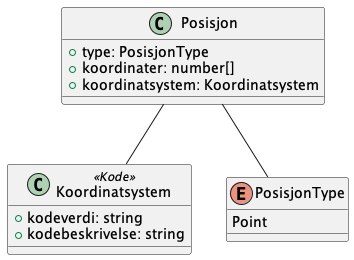 C Posisjon
+ type: PosisjonType
+ koordinater: number[]
+ koordinatsystem: Koordinatsystem
C «Kode»
Koordinatsystem
kodeverdi: string
kodebeskrivelse: string
E PosisjonType
Point